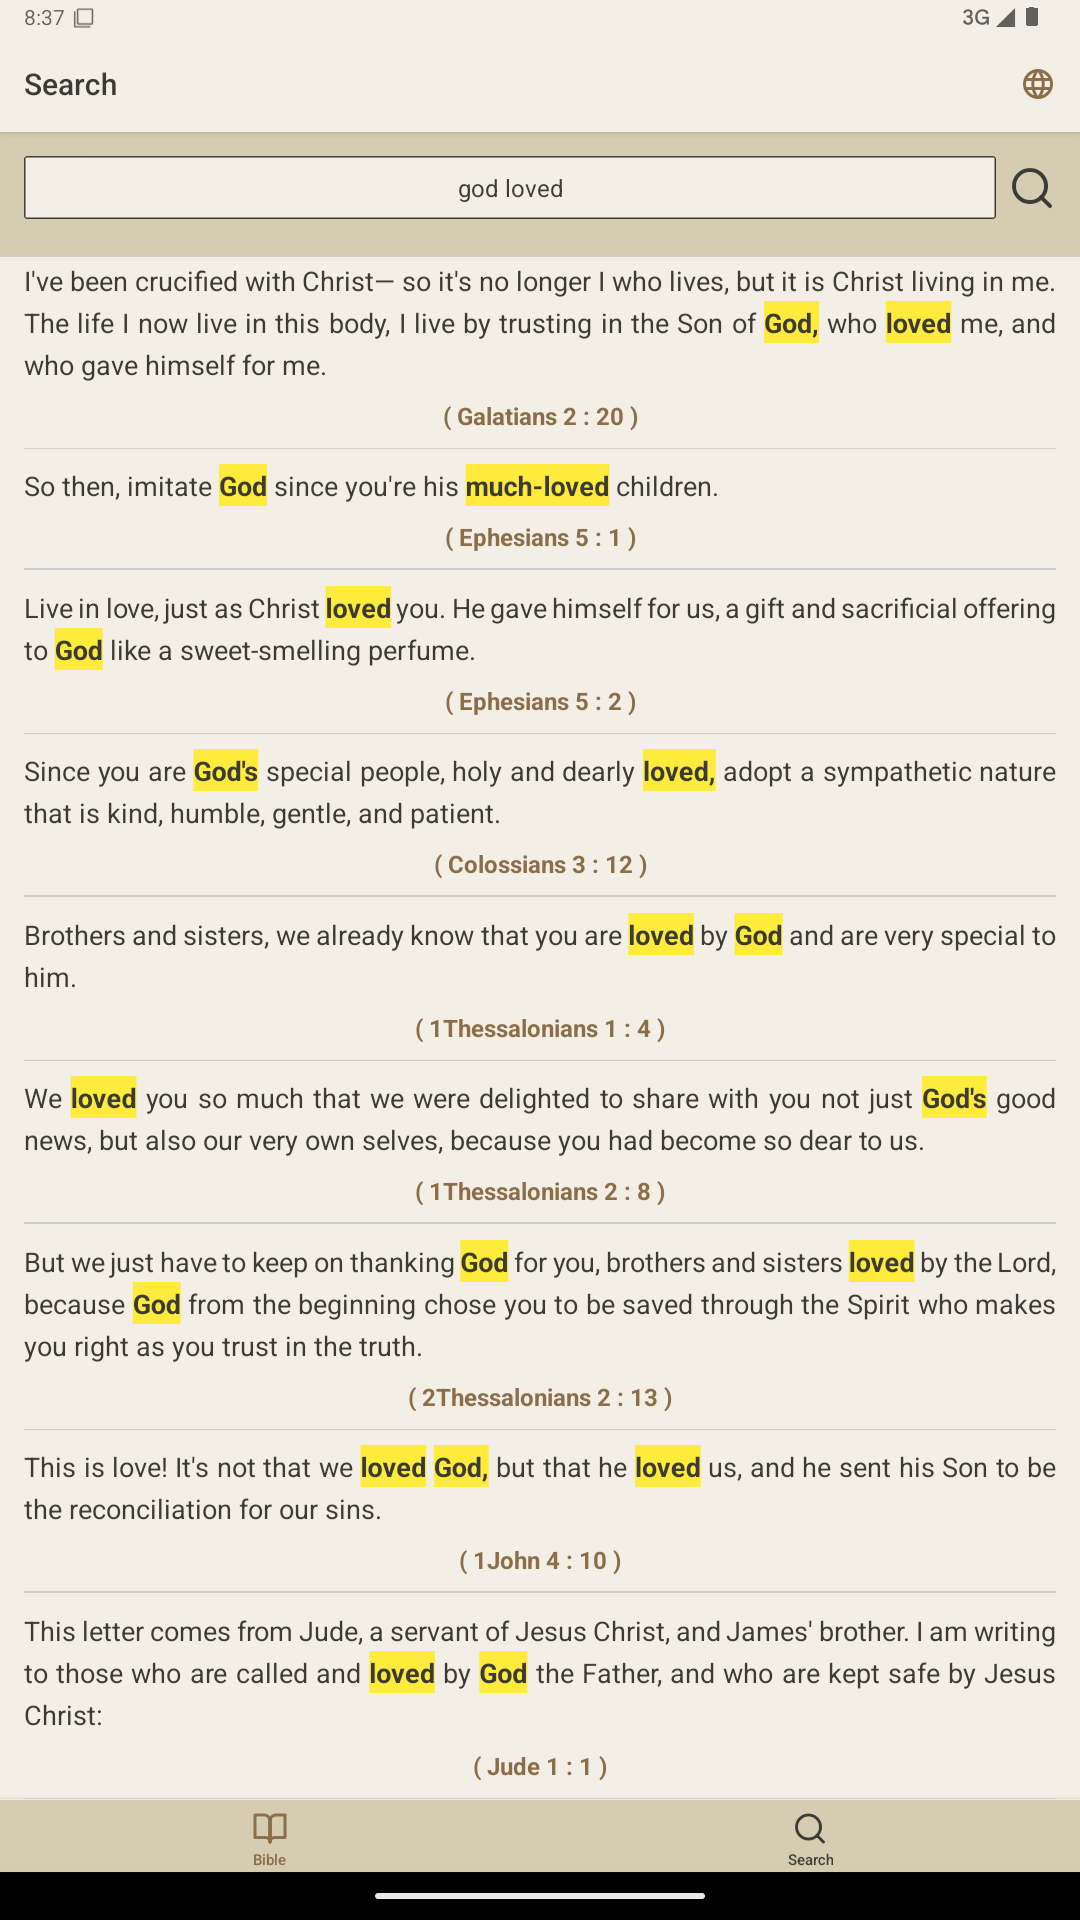 8:37
3G
Search
god loved
I've been crucified with Christ— so it's no longer I who lives, but it is Christ living in me.
The life I now live in this body, I live by trusting in the Son of God, who loved me, and
who gave himself for me.
( Galatians 2 : 20 )
So then, imitate God since you're his much-loved children.
( Ephesians 5 : 1 )
Live in love, just as Christ loved you. He gave himself for us, a gift and sacrificial offering
to God like a sweet-smelling perfume.
( Ephesians 5 : 2 )
Since you are God's special people, holy and dearly loved, adopt a sympathetic nature
that is kind, humble, gentle, and patient.
( Colossians 3 : 12 )
Brothers and sisters, we already know that you are loved by God and are very special to
him.
( 1Thessalonians 1 : 4 )
We loved you so much that we were delighted to share with you not just God's good
news, but also our very own selves, because you had become so dear to us.
( 1Thessalonians 2 : 8 )
But we just have to keep on thanking God for you, brothers and sisters loved by the Lord,
because God from the beginning chose you to be saved through the Spirit who makes
you right as you trust in the truth.
( 2Thessalonians 2 : 13 )
This is love! It's not that we loved God, but that he loved us, and he sent his Son to be
the reconciliation for our sins.
( 1John 4 : 10 )
This letter comes from Jude, a servant of Jesus Christ, and James' brother. I am writing
to those who are called and loved by God the Father, and who are kept safe by Jesus
Christ:
( Jude 1 : 1 )
Bible
Search